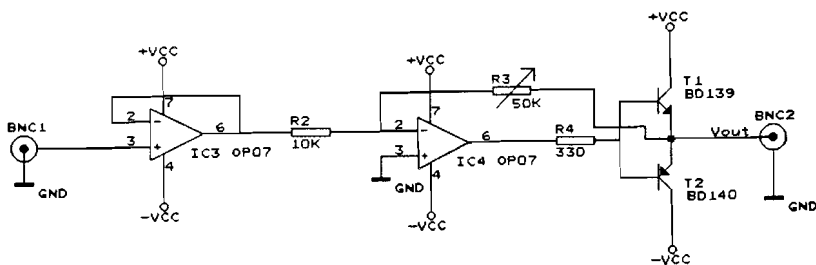 BNC1
GND
+VCC
7
2
-
3
+
6
4
IC3 OP07
-VCC
R2
10K
+VCC
7
2
-
3
+
6
4
GND
IC4 OP07
-VCC
R3
50K
R4
330
+VCC
T1
BD139
Vout
BNC2
T2
BD140
GND
-VCC